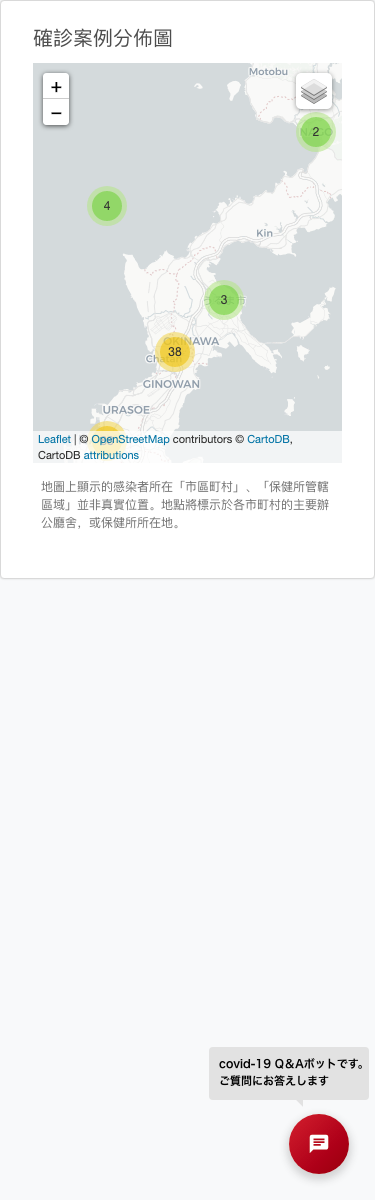 確診案例分佈圖
Motobu
+
−
2
4
Kin
3
OKINAWA
38
GINOWAN
URASOE
Leaflet | © OpenStreetMap contributors © CartoDB,
CartoDB attributions
地圖上顯示的感染者所在「市區町村」、「保健所管轄
區域」並非真實位置。地點將標示於各市町村的主要辦
公廳舍，或保健所所在地。
covid-19 Q&Aボットです。
ご質問にお答えします